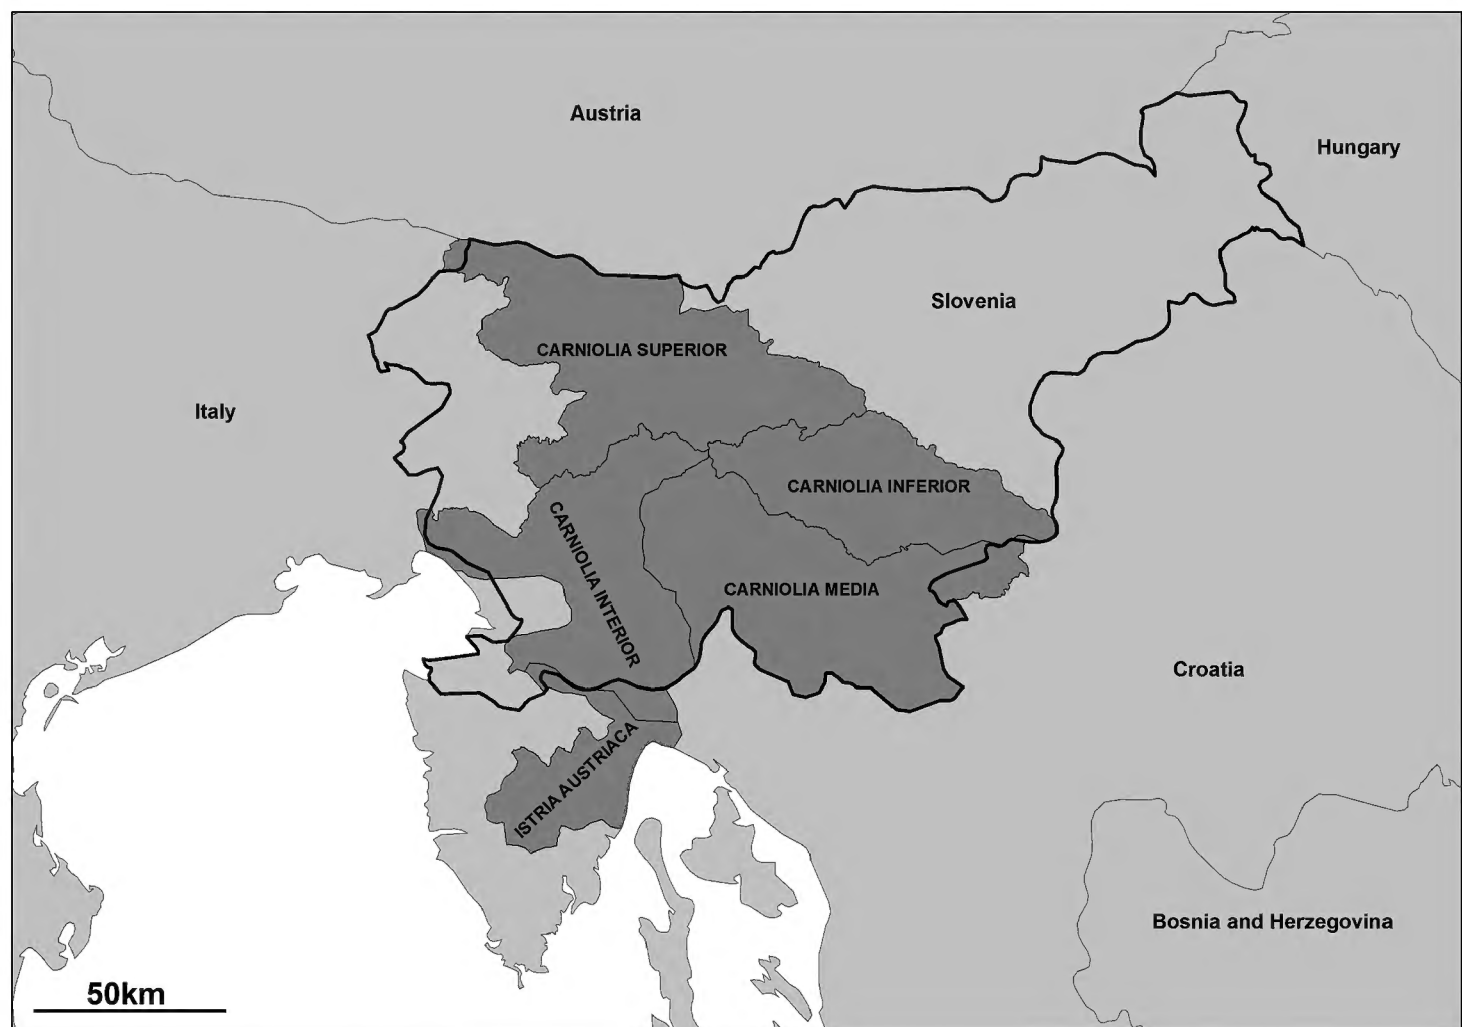 Austria
Hungary
Slovenia
CARNIOLIA SUPERIOR
Italy
CARNIOLIA INFERIOR
CARNIOLIA INTERIOR
CARNIOLIA MEDIA
Croatia
ISTRIA AUSTRIACA
Bosnia and Herzegovina
50km